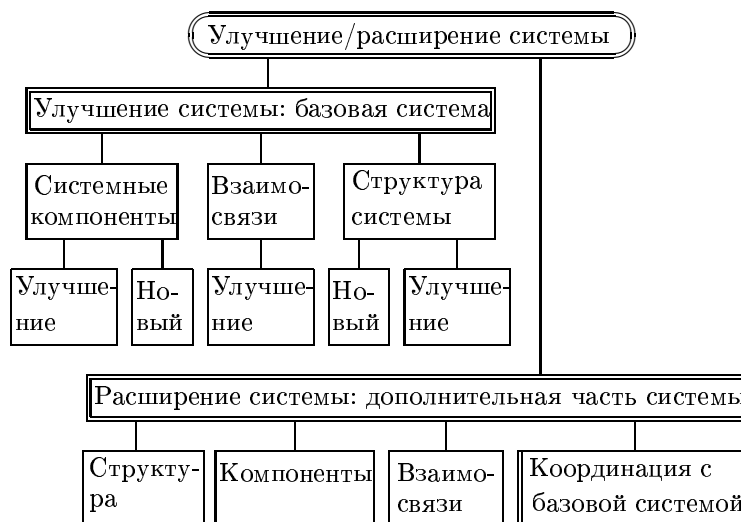 Улучшение/расширение системы
Улучшение системы: базовая система
Системные
компоненты
Взаимо-
связи
Структура
системы
Улучше-
ние
Но-
вый
Улучше-
ние
Но-
вый
Улучше-
ние
Расширение системы: дополнительная часть системы
Структу-
ра
Компоненты
Взаимо-
связи
Координация с
базовой системой